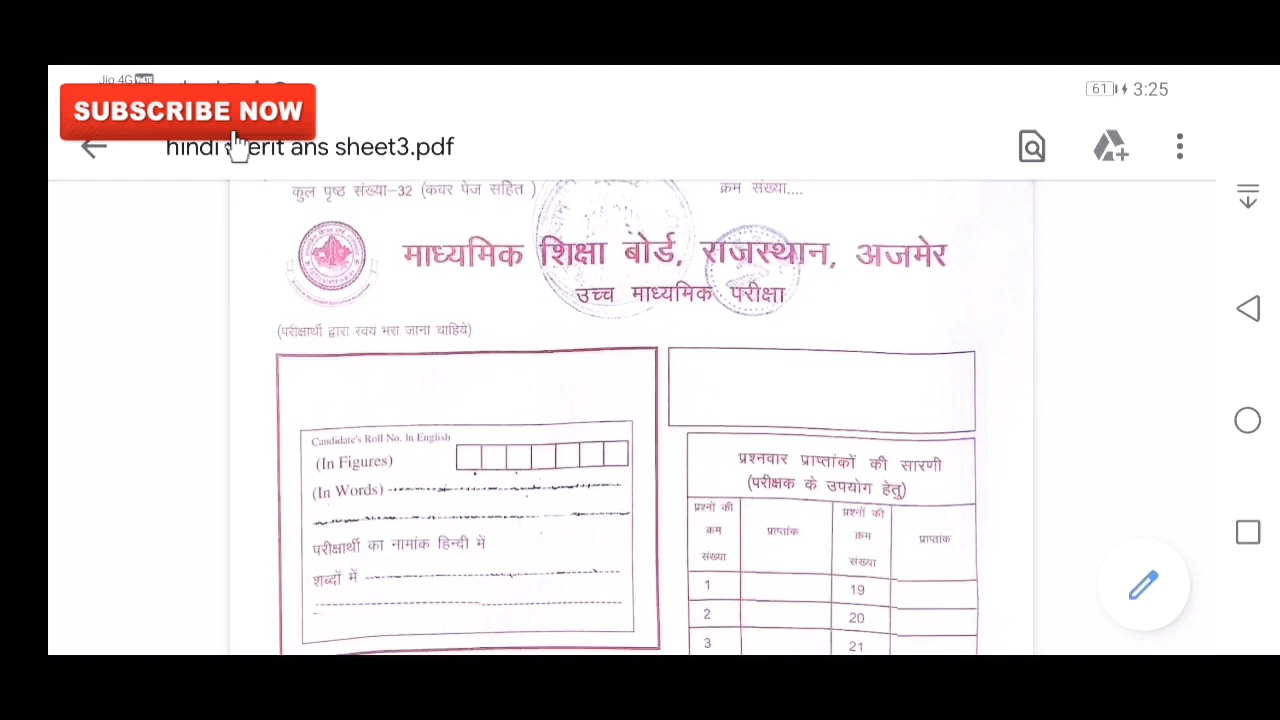 Jio 4G
61 3:25
SUBSCRIBE NOW
hindi erit ans sheet3.pdf
कुल पृष्ठ संख्या-32 (कवर पेज सहित )
क्रम संख्या....
माध्यमिक शिक्षा बोर्ड, राजस्थान, अजमेर
उच्च माध्यमिक परीक्षा
(परीक्षार्थी द्वारा स्वयं भरा जाना चाहिये)
Candidate's Roll No. In English
(In Figures)
(In Words)
परीक्षार्थी का नामांक हिन्दी में
शब्दों में
प्रश्नवार प्राप्तांकों की सारणी
(परीक्षक के उपयोग हेतु)
प्रश्नों की क्रम संख्या
प्राप्तांक
प्रश्नों की क्रम संख्या
प्राप्तांक
1 19
2 20
3 21